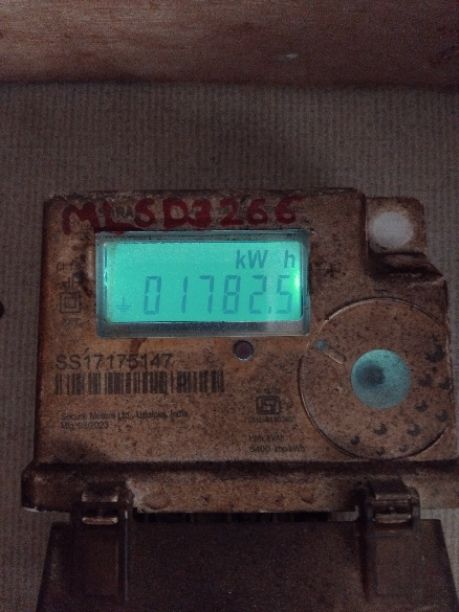 MLSD3266
kW h
01782.5
SS17175147
Secure Meters Ltd., Udaipur, India